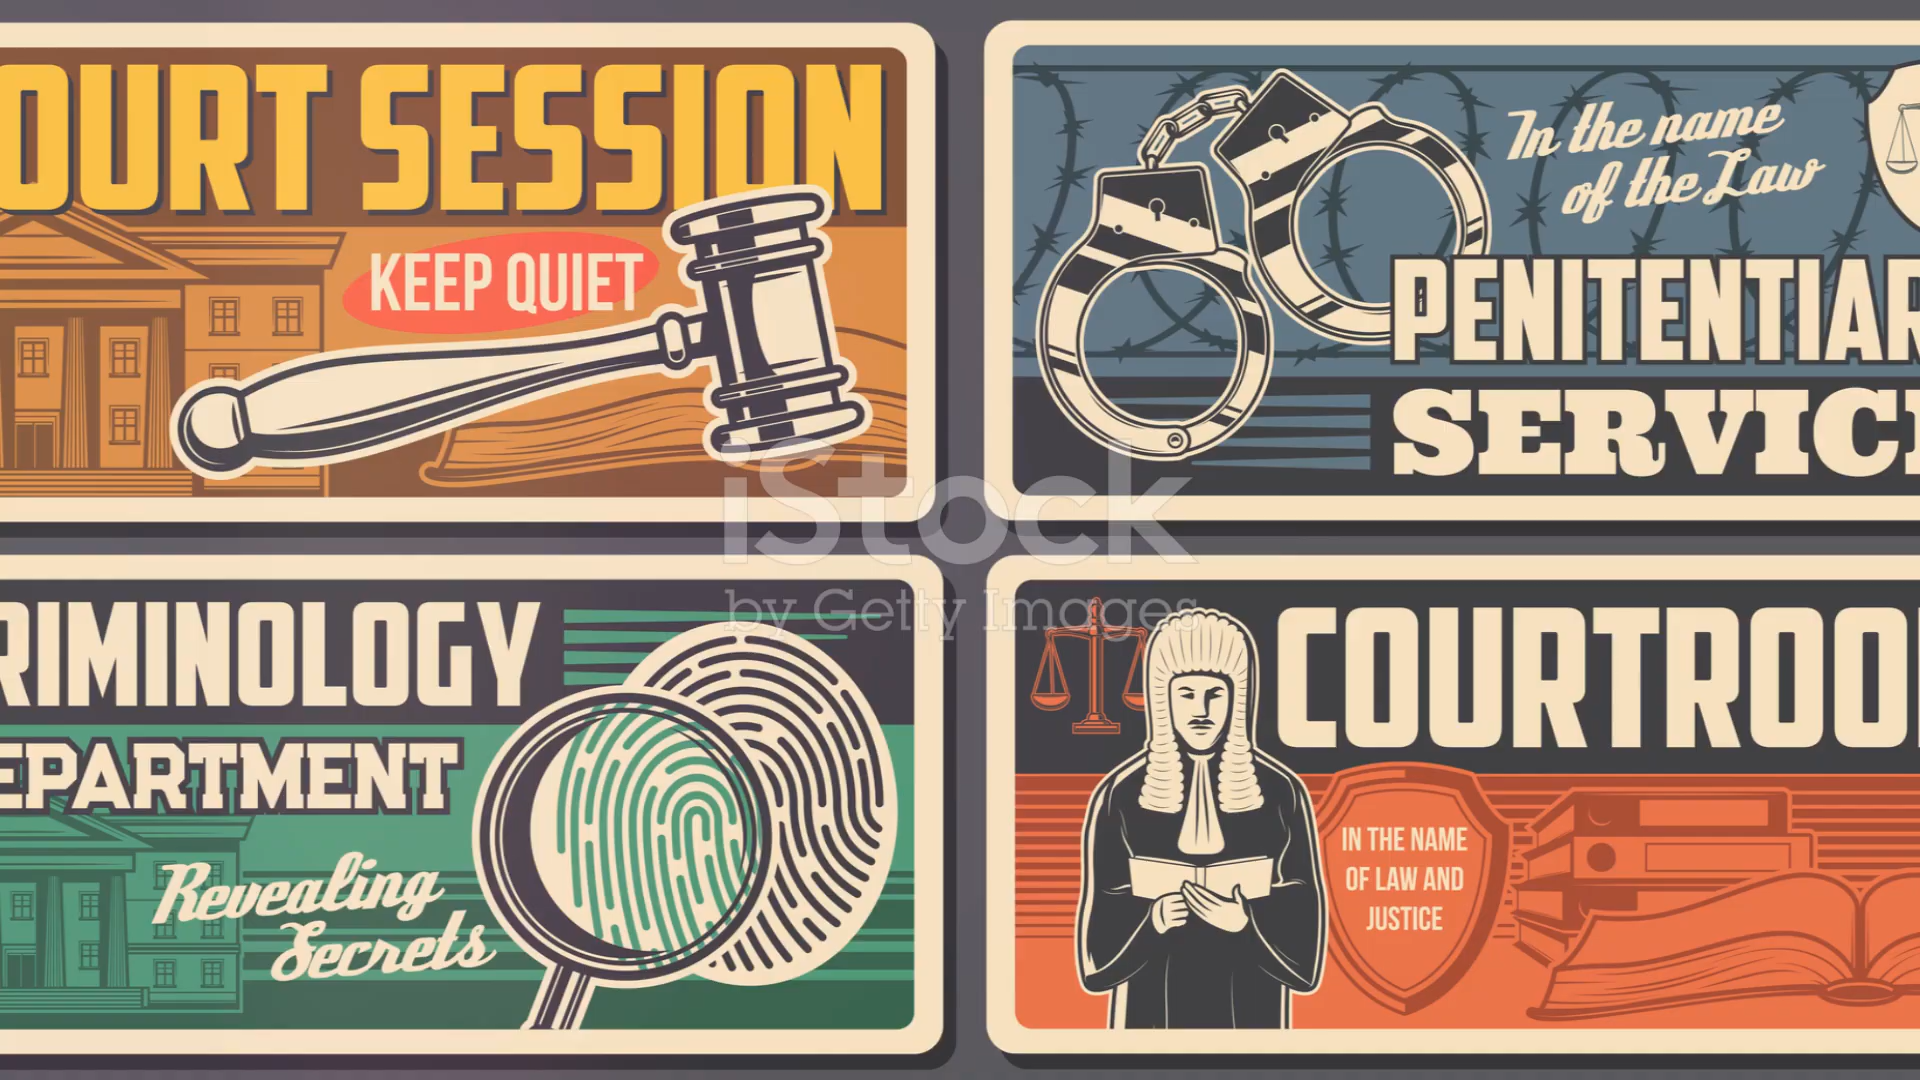 OURT SESSION
KEEP QUIET
In the name
of the Law
PENITENTIAR
SERVIC
iStock
by Getty Images
RIMINOLOGY
EPARTMENT
Revealing
Secrets
COURTROO
IN THE NAME
OF LAW AND
JUSTICE